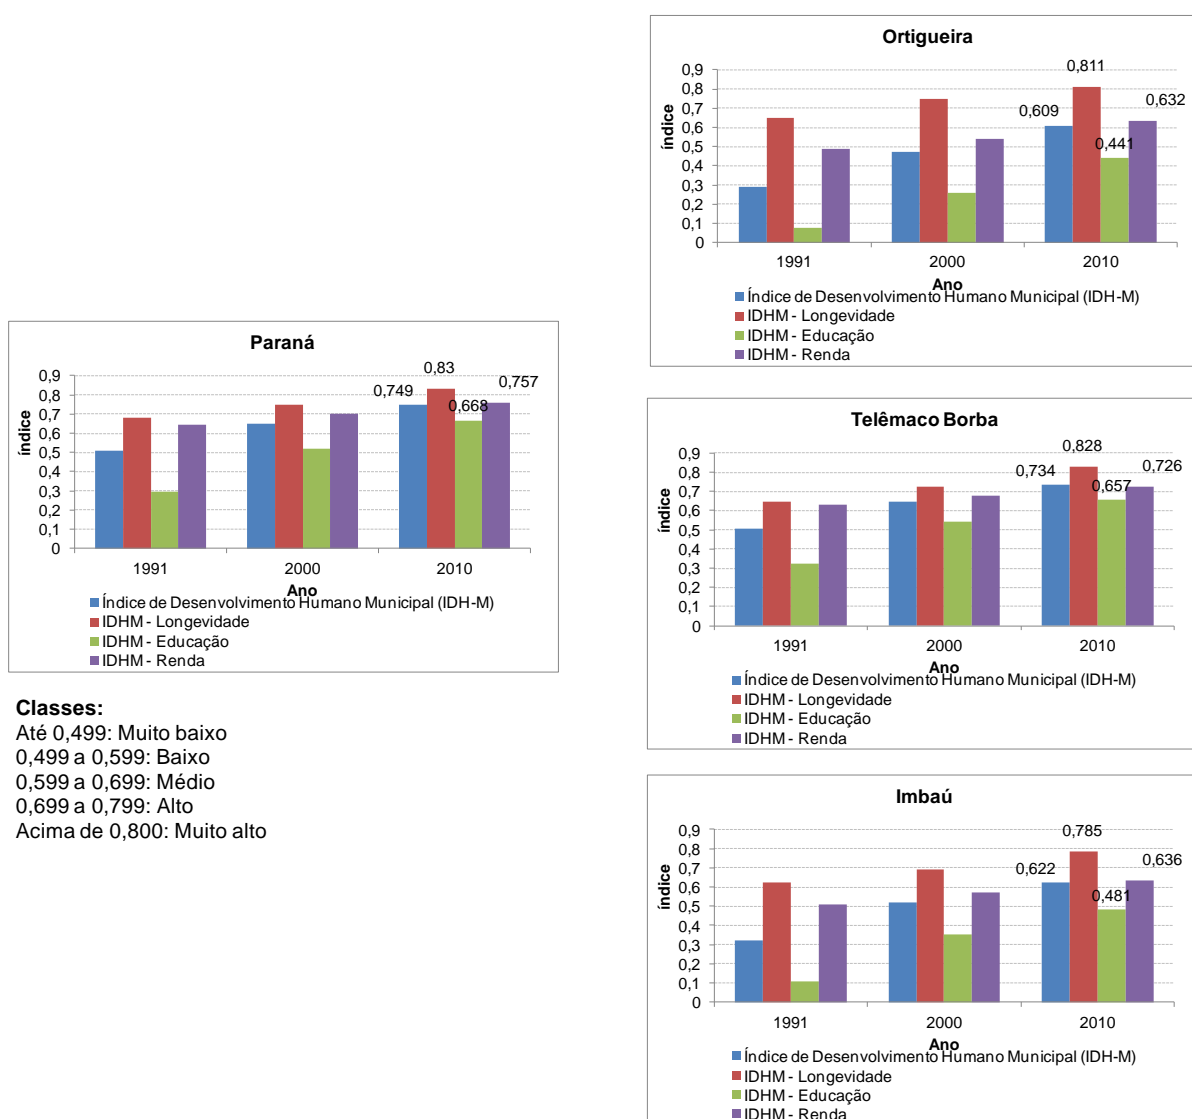 Ortigueira
0,9
0,8
0,7
0,6
0,5
0,4
0,3
0,2
0,1
0
índice
0,609
0,811
0,441
0,632
1991 2000 2010
Ano
Índice de Desenvolvimento Humano Municipal (IDH-M)
IDHM - Longevidade
IDHM - Educação
IDHM - Renda
Paraná
0,9
0,8
0,7
0,6
0,5
0,4
0,3
0,2
0,1
0
índice
0,749
0,83
0,668
0,757
1991 2000 2010
Ano
Índice de Desenvolvimento Humano Municipal (IDH-M)
IDHM - Longevidade
IDHM - Educação
IDHM - Renda
Classes:
Até 0,499: Muito baixo
0,499 a 0,599: Baixo
0,599 a 0,699: Médio
0,699 a 0,799: Alto
Acima de 0,800: Muito alto
Telêmaco Borba
0,9
0,8
0,7
0,6
0,5
0,4
0,3
0,2
0,1
0
índice
0,734
0,828
0,657
0,726
1991 2000 2010
Ano
Índice de Desenvolvimento Humano Municipal (IDH-M)
IDHM - Longevidade
IDHM - Educação
IDHM - Renda
Imbaú
0,9
0,8
0,7
0,6
0,5
0,4
0,3
0,2
0,1
0
índice
0,622
0,785
0,481
0,636
1991 2000 2010
Ano
Índice de Desenvolvimento Humano Municipal (IDH-M)
IDHM - Longevidade
IDHM - Educação
IDHM - Renda